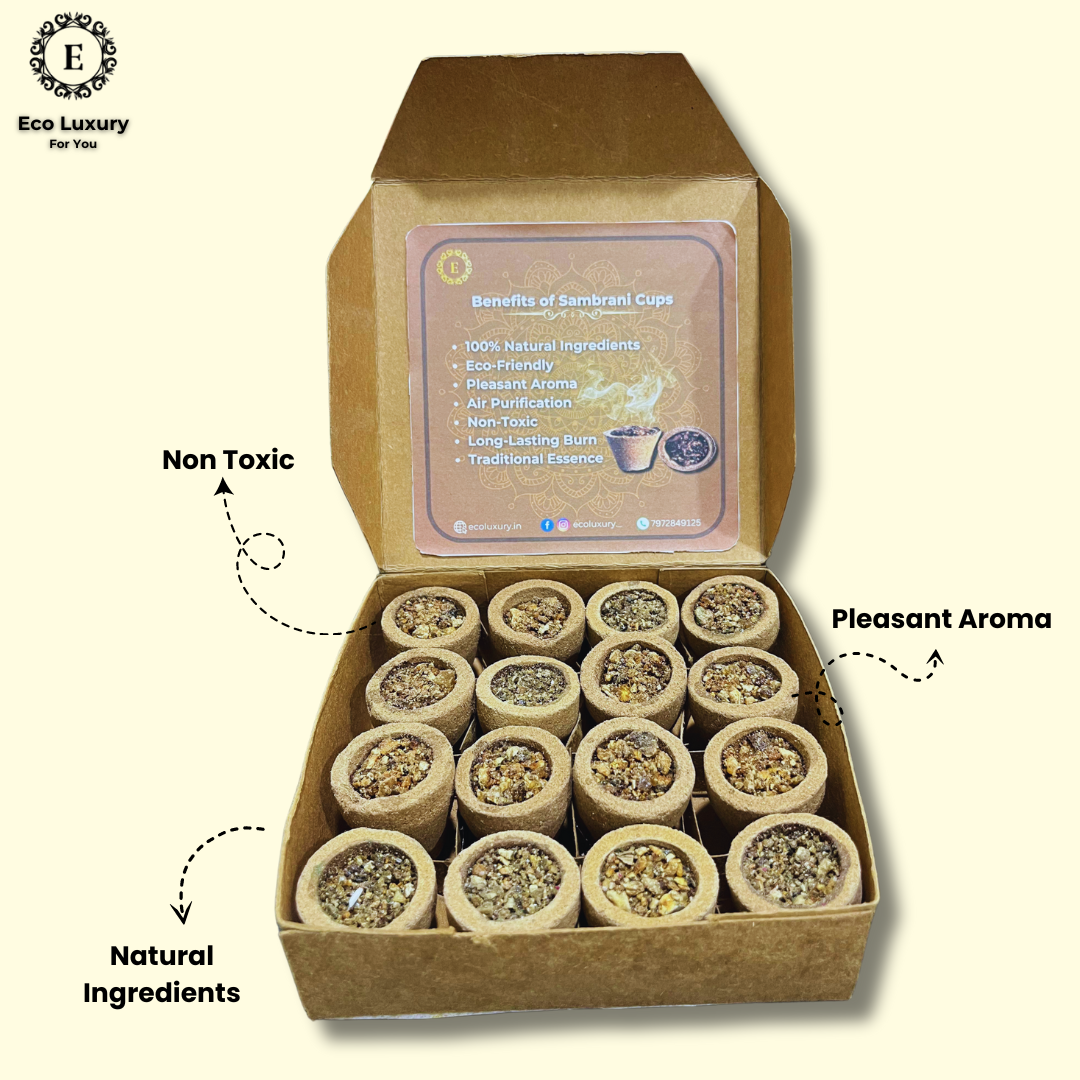 E
Eco Luxury
For You
E
Benefits of Sambrani Cups
• 100% Natural Ingredients
• Eco-Friendly
• Pleasant Aroma
• Air Purification
• Non-Toxic
• Long-Lasting Burn
• Traditional Essence
ecoluxury.in ecoluxury__ 7972849125
Non Toxic
Pleasant Aroma
Natural
Ingredients